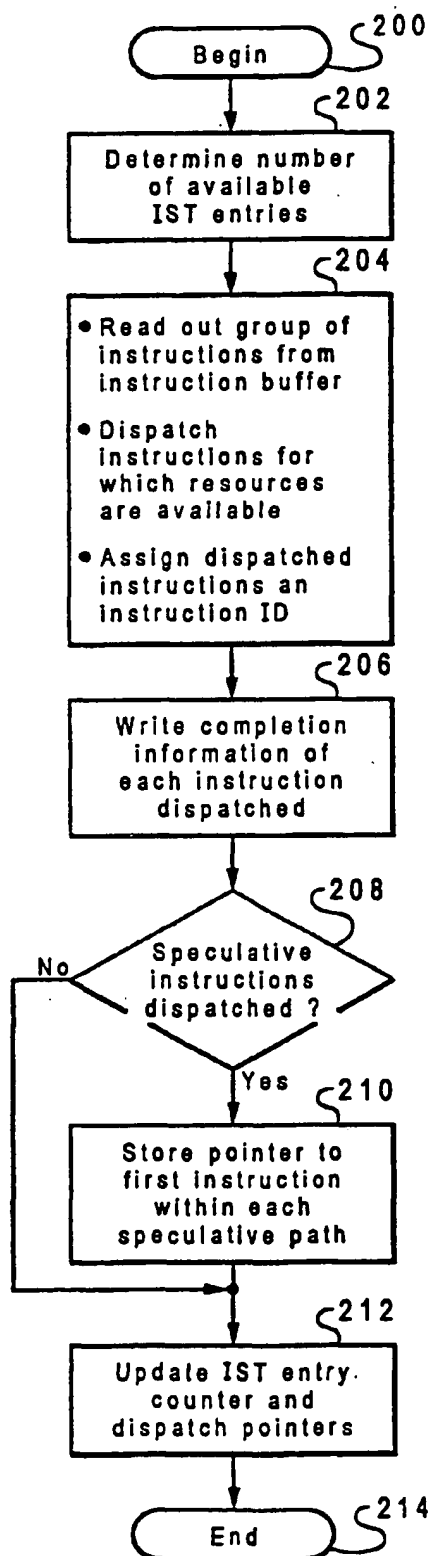 200
Begin
202
Determine number
of available
IST entries
204
• Read out group of
instructions from
instruction buffer
• Dispatch
instructions for
which resources
are available
• Assign dispatched
instructions an
instruction ID
206
Write completion
information of
each instruction
dispatched
208
Speculative
instructions
dispatched ?
No
Yes
210
Store pointer to
first instruction
within each
speculative path
212
Update IST entry
counter and
dispatch pointers
End
214